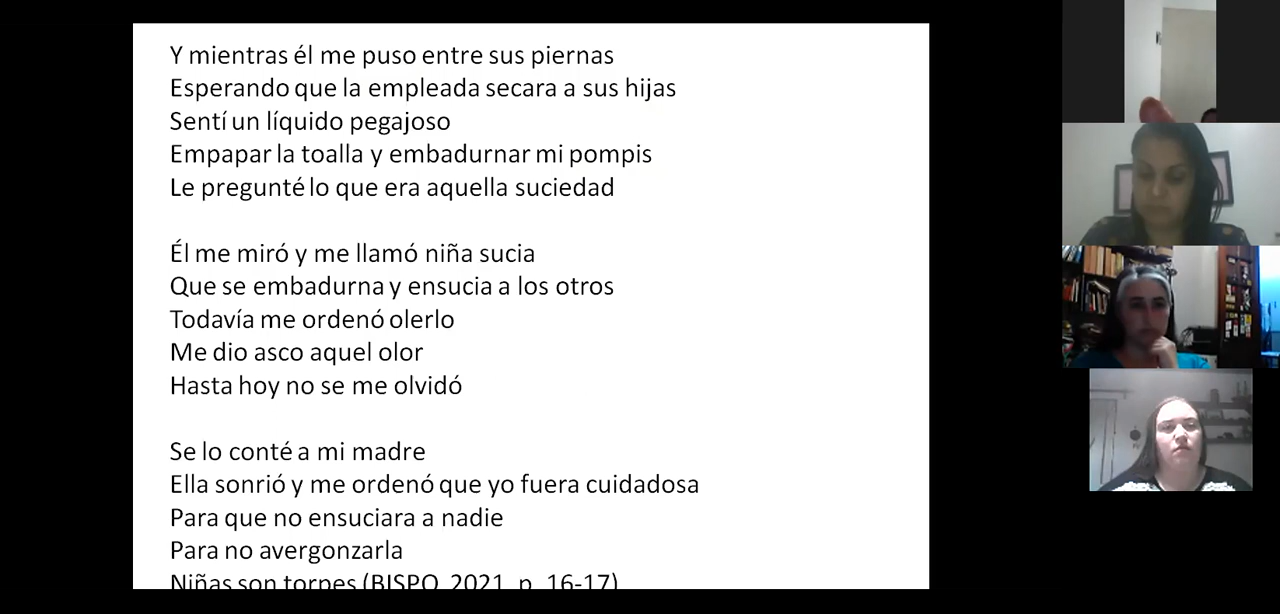 Y mientras él me puso entre sus piernas
Esperando que la empleada secara a sus hijas
Sentí un líquido pegajoso
Empapar la toalla y embadurnar mi pompis
Le pregunté lo que era aquella suciedad
Él me miró y me llamó niña sucia
Que se embadurna y ensucia a los otros
Todavía me ordenó olerlo
Me dio asco aquel olor
Hasta hoy no se me olvidó
Se lo conté a mi madre
Ella sonrió y me ordenó que yo fuera cuidadosa
Para que no ensuciara a nadie
Para no avergonzarla
Niñas son torpes (BISPO, 2021, p. 16-17)